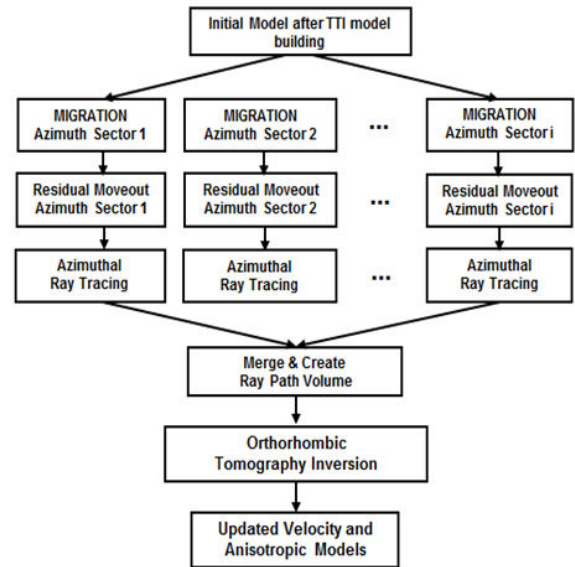 Initial Model after TTI model
building
MIGRATION
Azimuth Sector 1
MIGRATION
Azimuth Sector 2
...
MIGRATION
Azimuth Sector i
Residual Moveout
Azimuth Sector 1
Residual Moveout
Azimuth Sector 2
...
Residual Moveout
Azimuth Sector i
Azimuthal
Ray Tracing
Azimuthal
Ray Tracing
...
Azimuthal
Ray Tracing
Merge & Create
Ray Path Volume
Orthorhombic
Tomography Inversion
Updated Velocity and
Anisotropic Models